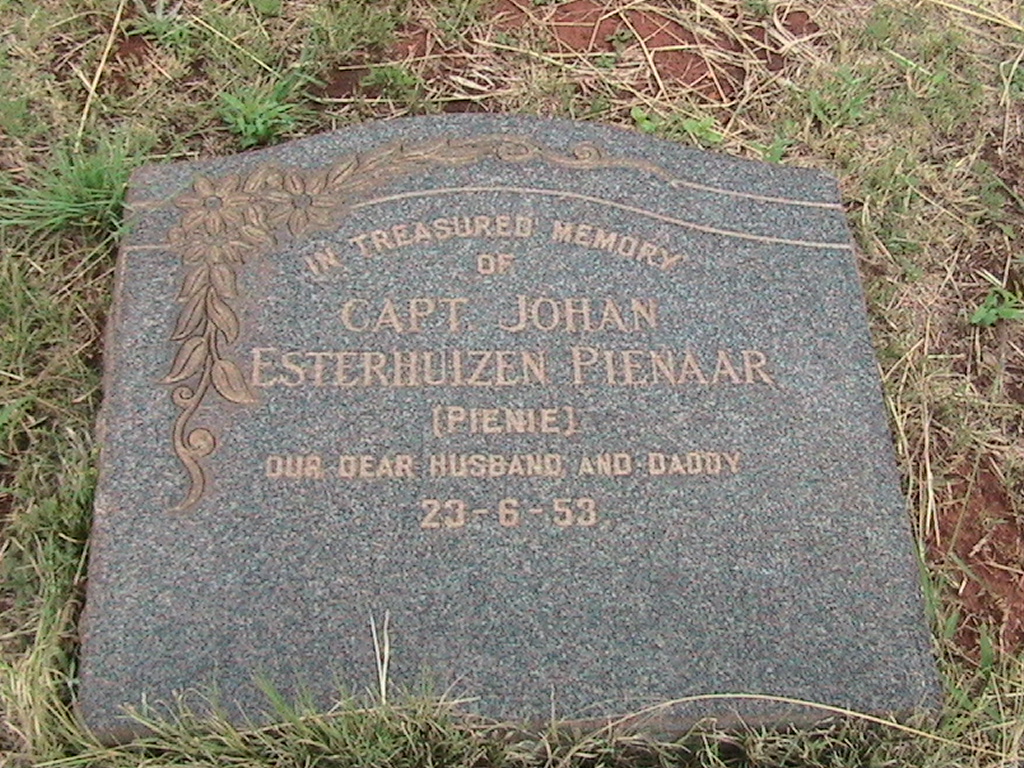 IN TREASURED MEMORY
OF
CAPT. JOHAN
ESTERHUIZEN PIENAAR
(PIENIE)
OUR DEAR HUSBAND AND DADDY
23-6-53